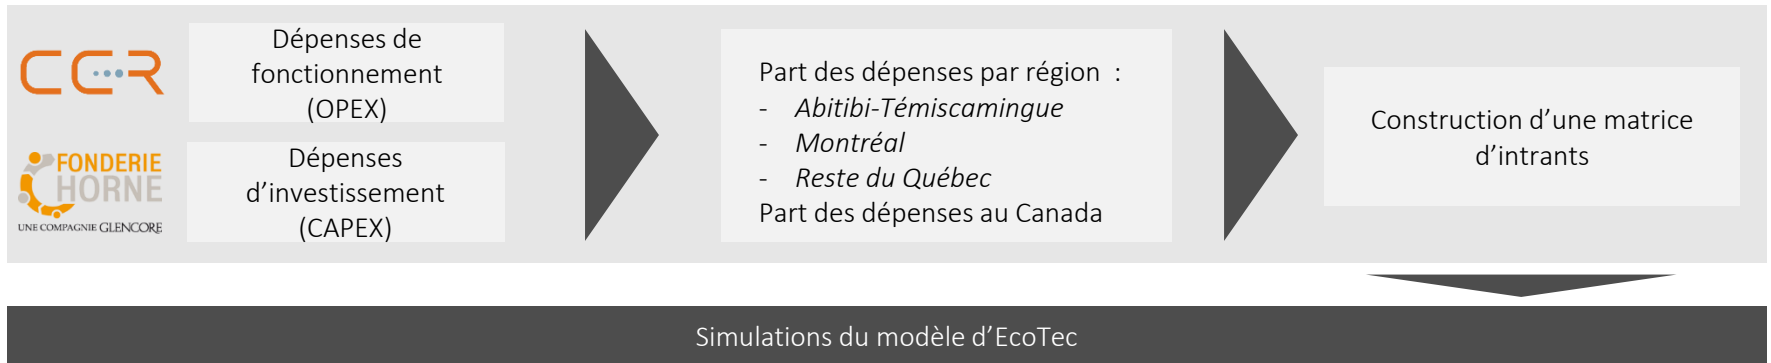 CCR
Dépenses de
fonctionnement
(OPEX)
FONDERIE
HORNE
UNE COMPAGNIE GLENCORE
Dépenses
d’investissement
(CAPEX)
Part des dépenses par région :
- Abitibi-Témiscamingue
- Montréal
- Reste du Québec
Part des dépenses au Canada
Construction d’une matrice
d’intrants
Simulations du modèle d’EcoTec